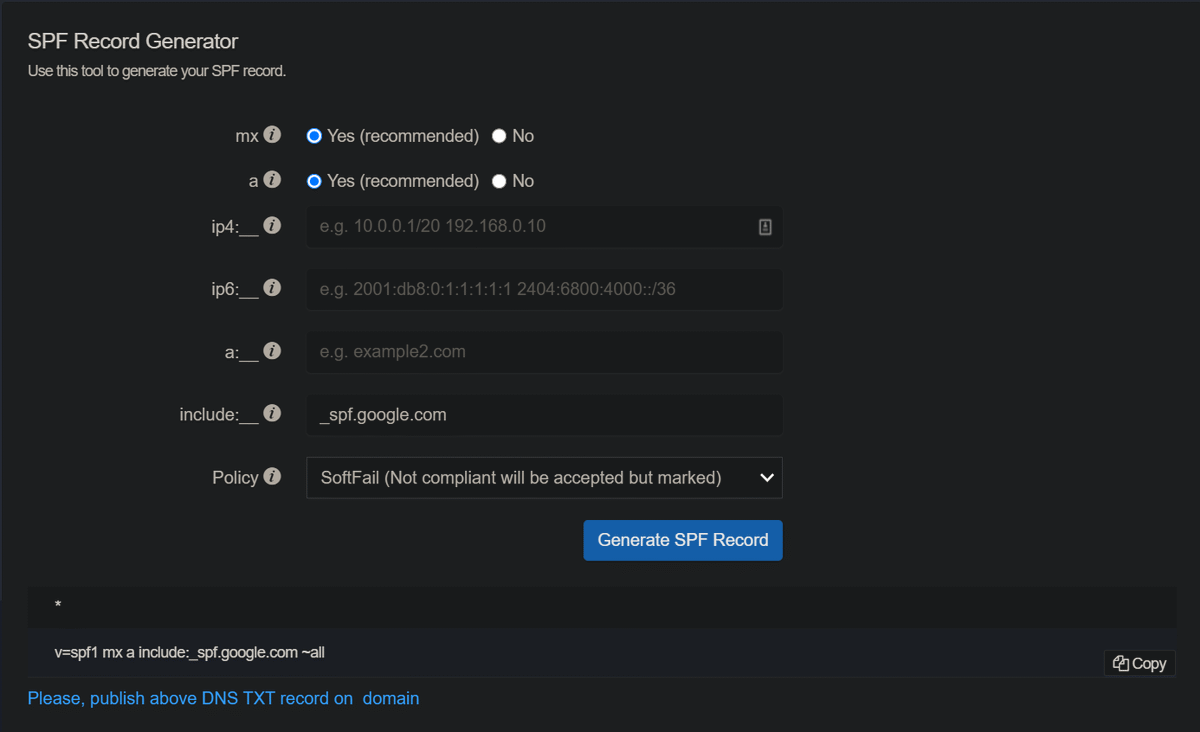 SPF Record Generator
Use this tool to generate your SPF record.
mx i Yes (recommended) No
a i Yes (recommended) No
ip4:__ i e.g. 10.0.0.1/20 192.168.0.10
ip6:__ i e.g. 2001:db8:0:1:1:1:1:1 2404:6800:4000::/36
a:__ i e.g. example2.com
include:__ i _spf.google.com
Policy i SoftFail (Not compliant will be accepted but marked)
Generate SPF Record
*
v=spf1 mx a include:_spf.google.com ~all
Copy
Please, publish above DNS TXT record on domain